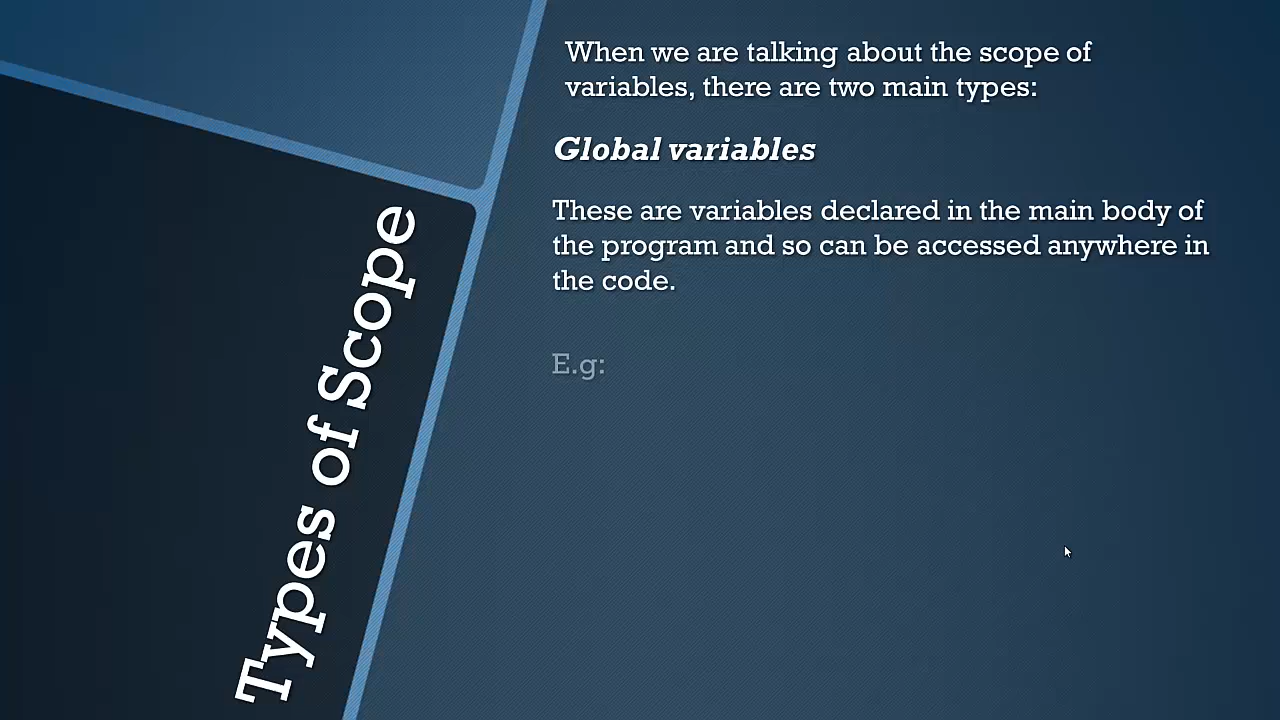 Types of Scope
When we are talking about the scope of
variables, there are two main types:
Global variables
These are variables declared in the main body of
the program and so can be accessed anywhere in
the code.
E.g: